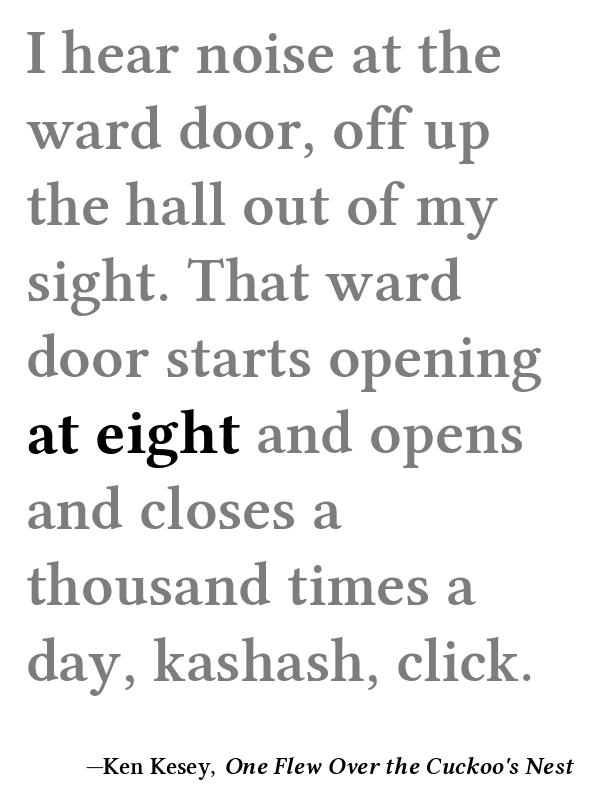 I hear noise at the
ward door, off up
the hall out of my
sight. That ward
door starts opening
at eight and opens
and closes a
thousand times a
day, kashash, click.
—Ken Kesey, One Flew Over the Cuckoo's Nest